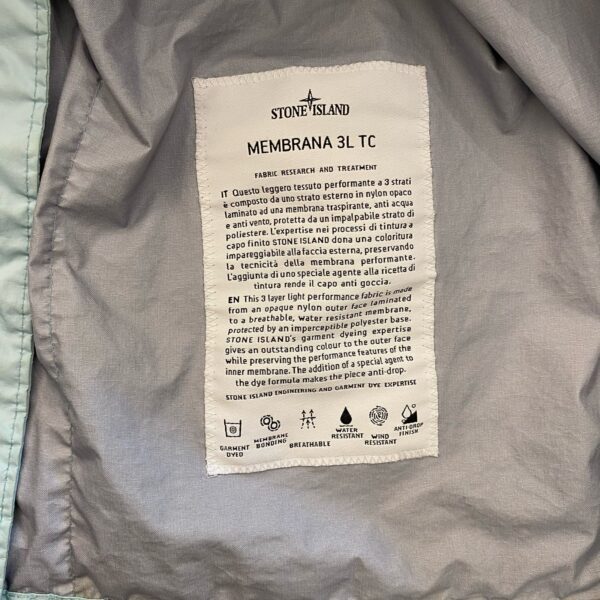 STONE ISLAND
MEMBRANA 3L TC
FABRIC RESEARCH AND TREATMENT
IT Questo leggero tessuto performante a 3 strati
è composto da uno strato esterno in nylon opaco
laminato ad una membrana traspirante, anti acqua
e anti vento, protetta da un impalpabile strato di
poliestere. L'expertise nei processi di tintura a
capo finito STONE ISLAND dona una coloritura
impareggiabile alla faccia esterna, preservando
la tecnicità della membrana performante.
L'aggiunta di uno speciale agente alla ricetta di
tintura rende il capo anti goccia.
EN This 3 layer light performance fabric is made
from an opaque nylon outer face laminated
to a breathable, water resistant membrane,
protected by an imperceptible polyester base.
STONE ISLAND's garment dyeing expertise
gives an outstanding colour to the outer face
while preserving the performance features of the
inner membrane. The addition of a special agent to
the dye formula makes the piece anti-drop.
STONE ISLAND ENGINEERING AND GARMENT DYE EXPERTISE
GARMENT
DYED
MEMBRANE
BONDING
BREATHABLE
WATER
RESISTANT
WIND
RESISTANT
ANTI-DROP
FINISH